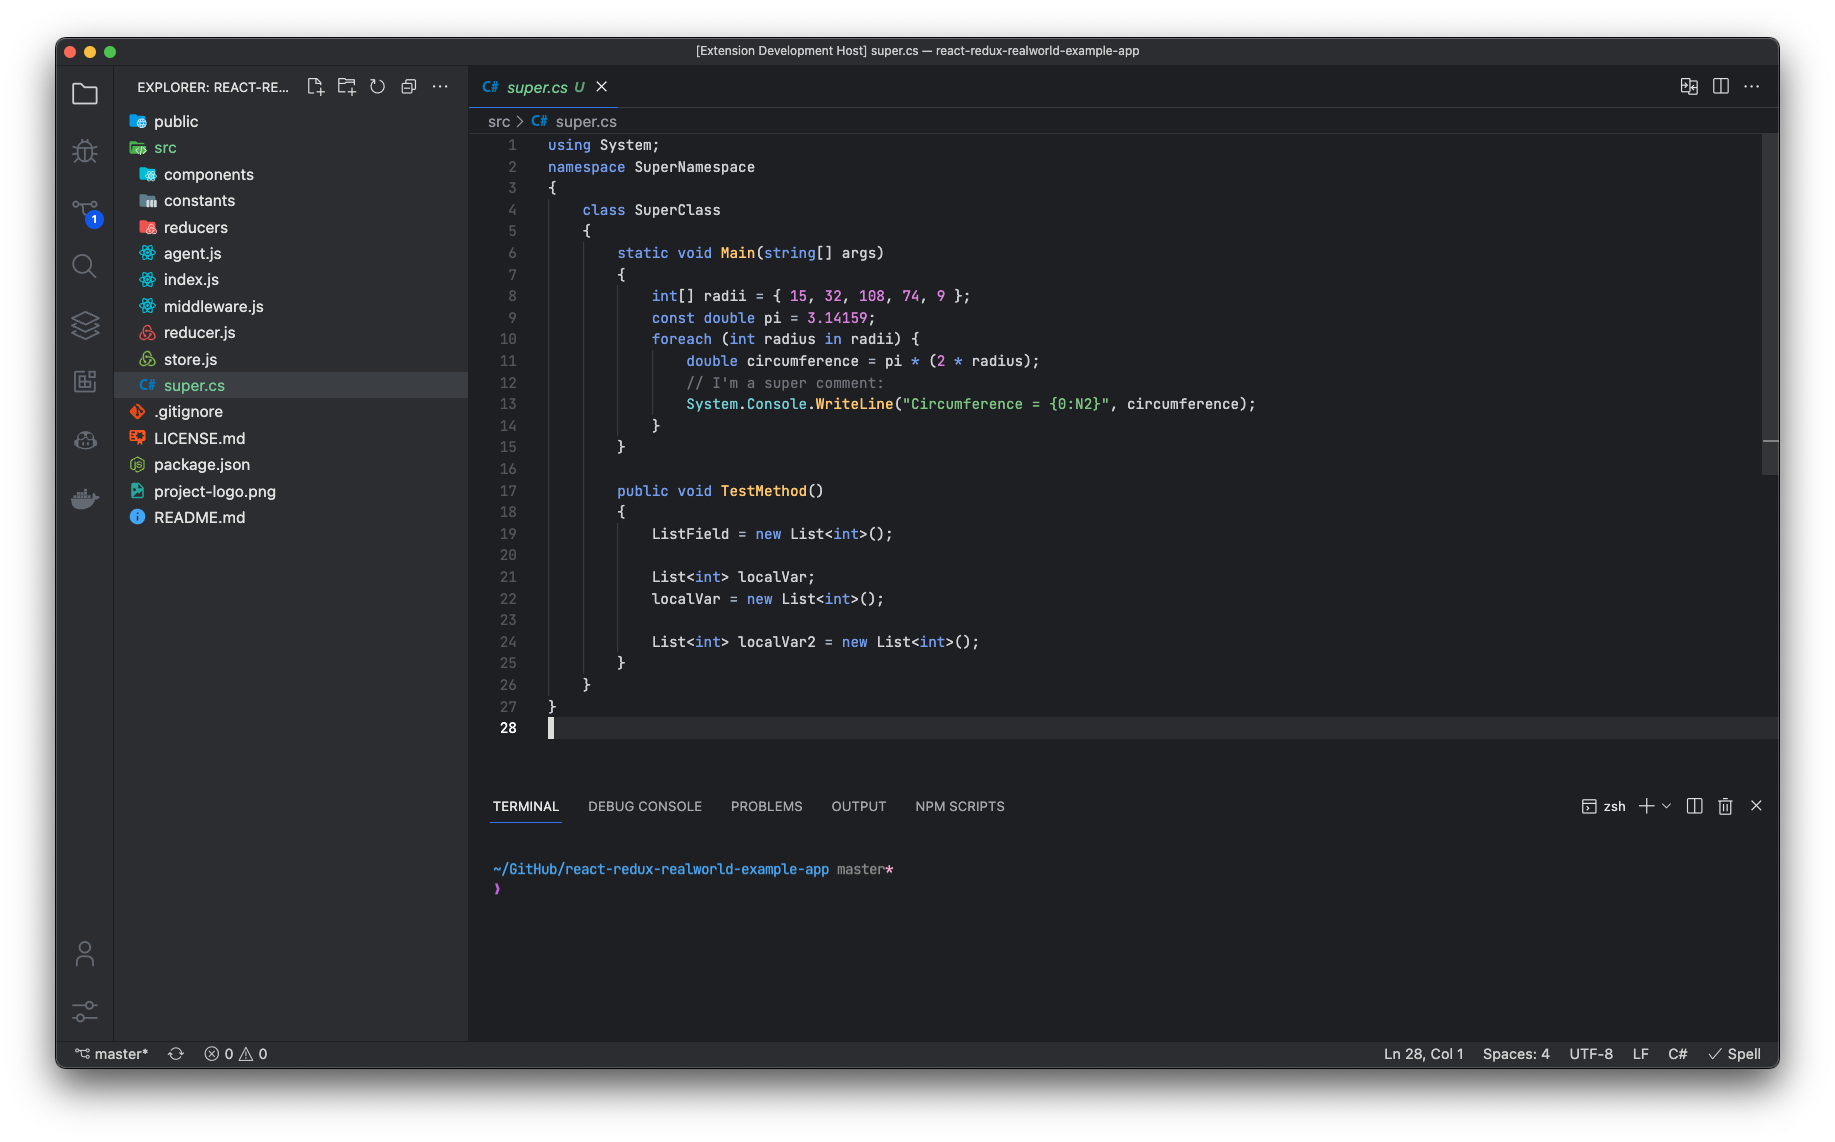 [Extension Development Host] super.cs — react-redux-realworld-example-app
EXPLORER: REACT-RE...
public
src
components
constants
reducers
agent.js
index.js
middleware.js
reducer.js
store.js
C# super.cs
.gitignore
LICENSE.md
package.json
project-logo.png
README.md
1
C# super.cs U
src > C# super.cs
1 using System;
2 namespace SuperNamespace
3 {
4 class SuperClass
5 {
6 static void Main(string[] args)
7 {
8 int[] radii = { 15, 32, 108, 74, 9 };
9 const double pi = 3.14159;
10 foreach (int radius in radii) {
11 double circumference = pi * (2 * radius);
12 // I'm a super comment:
13 System.Console.WriteLine("Circumference = {0:N2}", circumference);
14 }
15 }
16
17 public void TestMethod()
18 {
19 ListField = new List<int>();
20
21 List<int> localVar;
22 localVar = new List<int>();
23
24 List<int> localVar2 = new List<int>();
25 }
26 }
27 }
28
TERMINAL DEBUG CONSOLE PROBLEMS OUTPUT NPM SCRIPTS zsh
~/GitHub/react-redux-realworld-example-app master*
❯
master* 0 0 Ln 28, Col 1 Spaces: 4 UTF-8 LF C# Spell